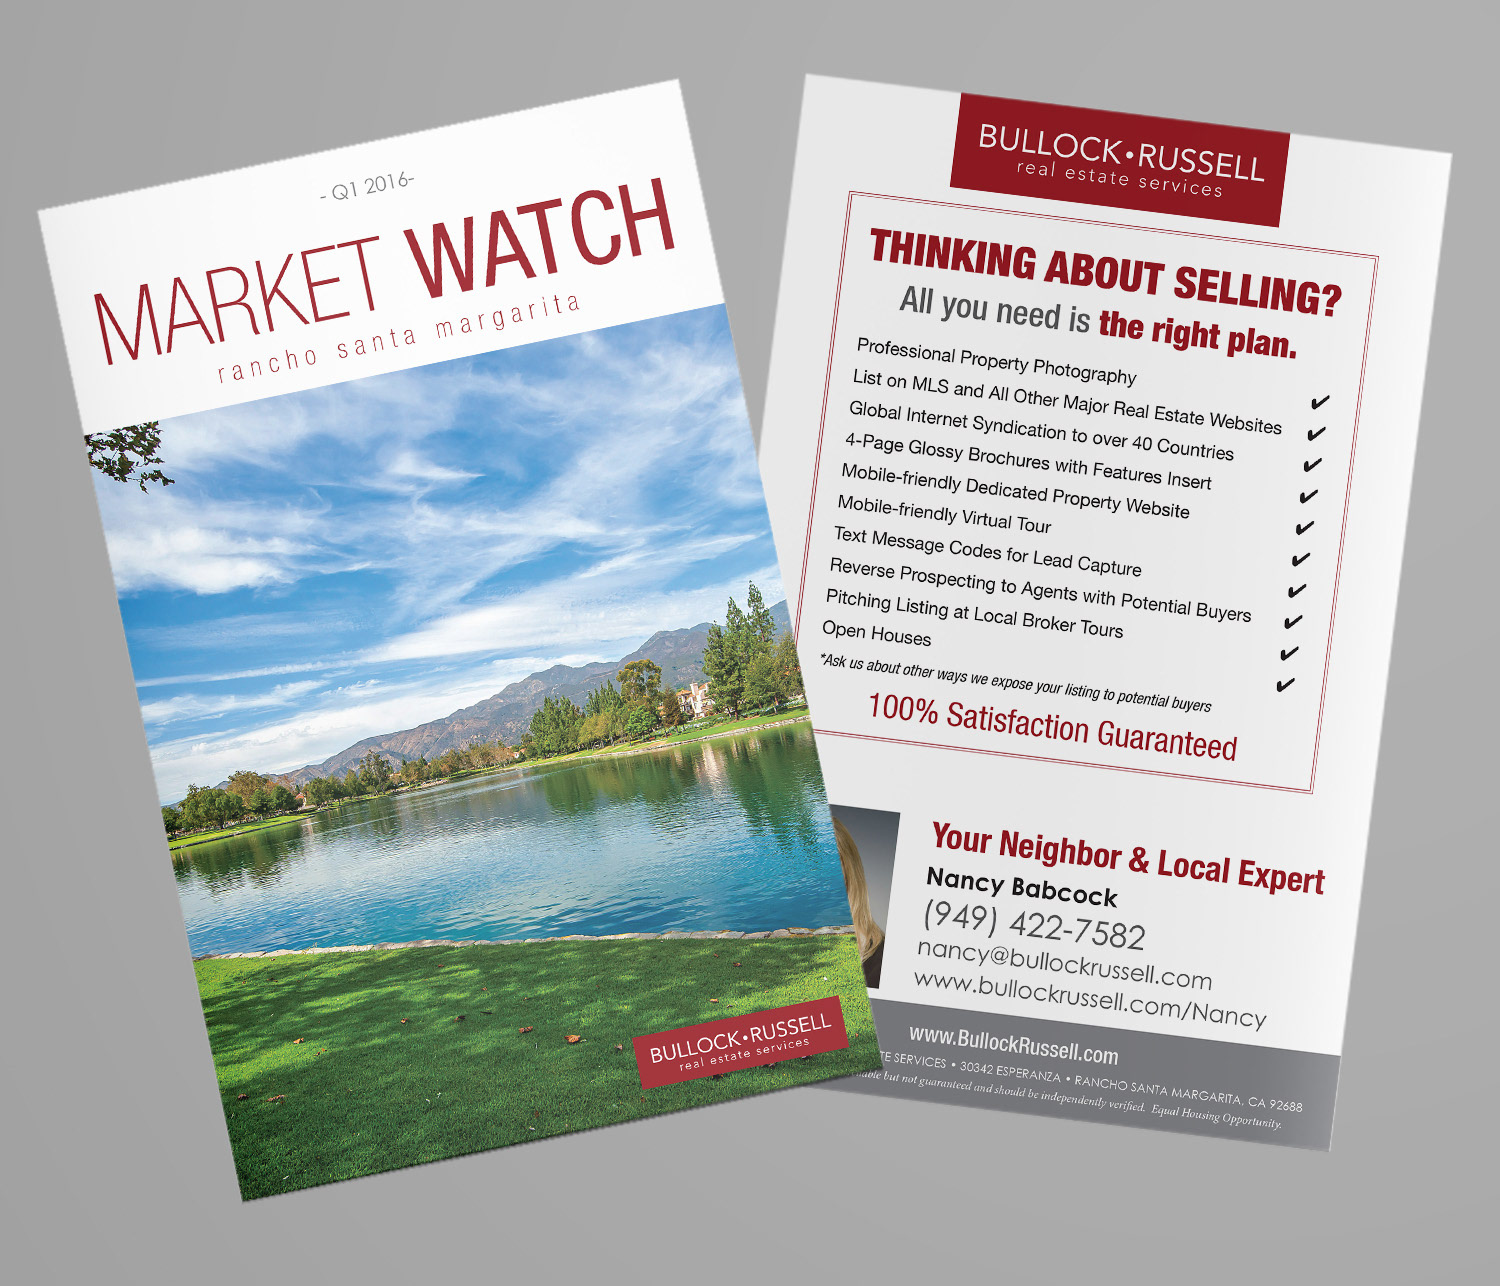 - Q1 2016-
MARKET WATCH
rancho santa margarita
BULLOCK•RUSSELL
real estate services
BULLOCK•RUSSELL
real estate services
THINKING ABOUT SELLING?
All you need is the right plan.
Professional Property Photography ✔
List on MLS and All Other Major Real Estate Websites ✔
Global Internet Syndication to over 40 Countries ✔
4-Page Glossy Brochures with Features Insert ✔
Mobile-friendly Dedicated Property Website ✔
Mobile-friendly Virtual Tour ✔
Text Message Codes for Lead Capture ✔
Reverse Prospecting to Agents with Potential Buyers ✔
Pitching Listing at Local Broker Tours ✔
Open Houses ✔
*Ask us about other ways we expose your listing to potential buyers
100% Satisfaction Guaranteed
Your Neighbor & Local Expert
Nancy Babcock
(949) 422-7582
nancy@bullockrussell.com
www.bullockrussell.com/Nancy
www.BullockRussell.com
SERVICES • 30342 ESPERANZA • RANCHO SANTA MARGARITA, CA 92688
but not guaranteed and should be independently verified. Equal Housing Opportunity.